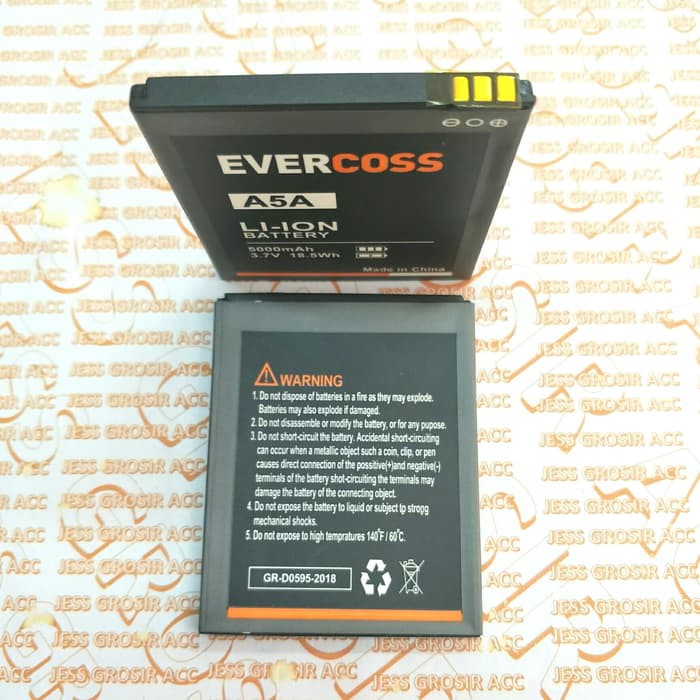 ⊖ ○ ⊕
EVERCOSS
A5A
LI-ION
BATTERY
5000mAh
3.7V 18.5Wh
Made in China
WARNING
1. Do not dispose of batteries in a fire as they may explode.
Batteries may also explode if damaged.
2. Do not disassemble or modify the battery, or for any pupose.
3. Do not short-circuit the battery. Accidental short-circuiting
can occur when a metallic object such a coin, clip, or pen
causes direct connection of the possitive(+)and negative(-)
terminals of the battery shot-circuiting the terminals may
damage the battery of the connecting object.
4. Do not expose the battery to liquid or subject tp strogg
mechanical shocks.
5. Do not expose to high tempratures 140°F / 60°C.
GR-D0595-2018
JESS GROSIR ACC